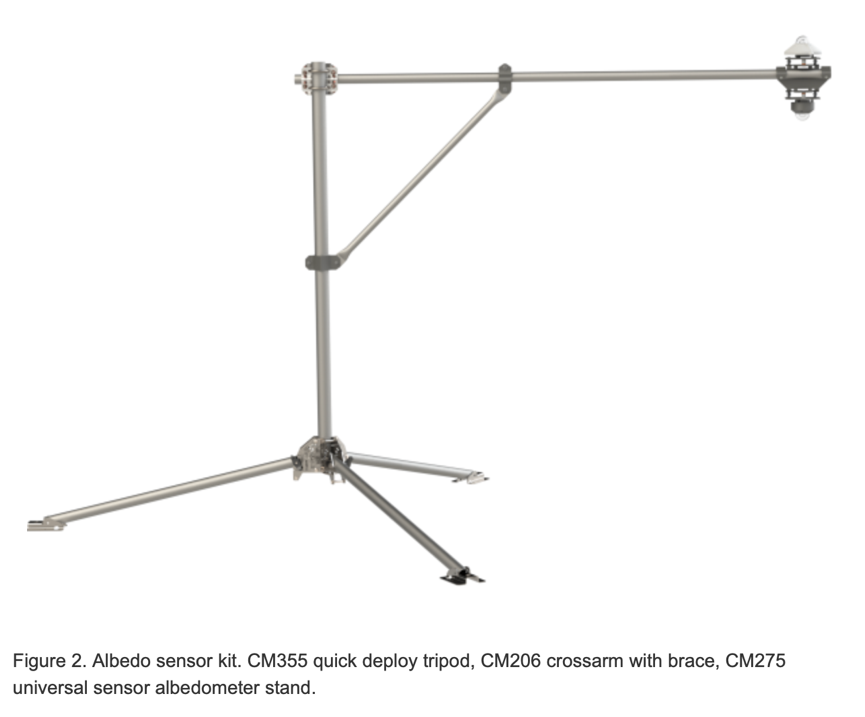 Figure 2. Albedo sensor kit. CM355 quick deploy tripod, CM206 crossarm with brace, CM275
universal sensor albedometer stand.